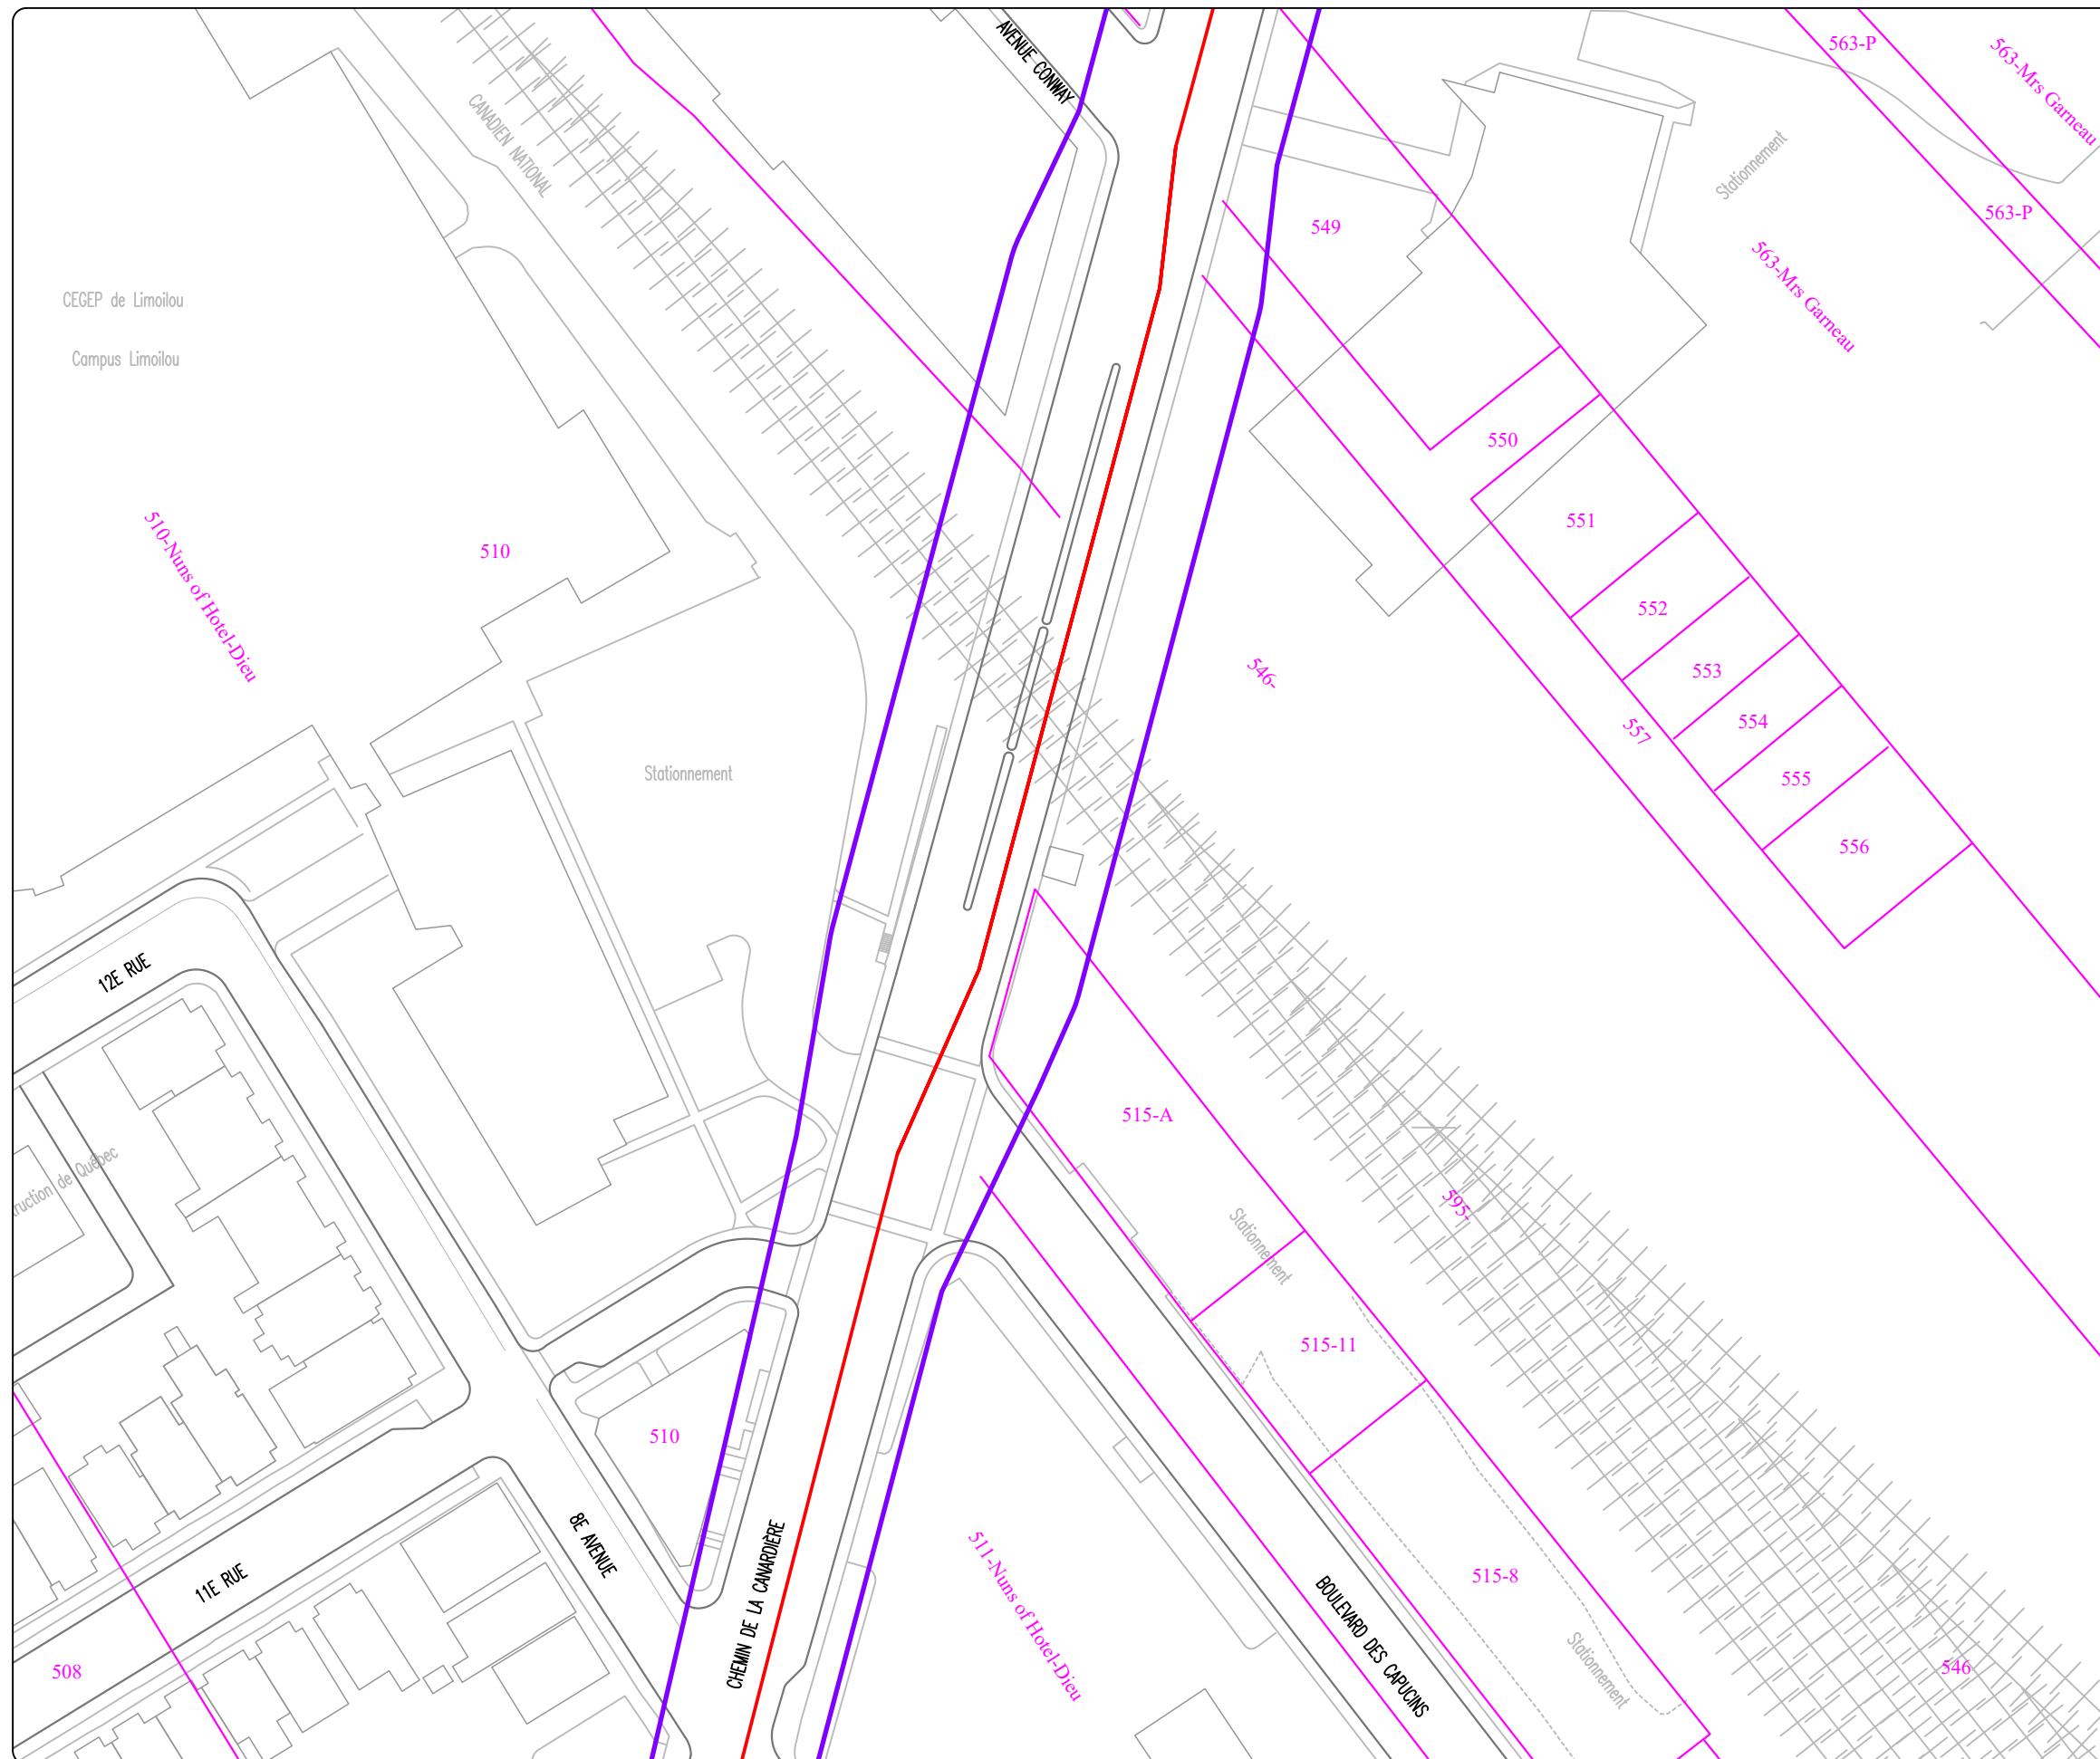 AVENUE CONWAY
563-P
563-Mrs Garneau
CANADIEN NATIONAL
Stationnement
549
563-P
563-Mrs Garneau
CEGEP de Limoilou
Campus Limoilou
550
551
510-Nuns of Hotel-Dieu
510
552
546-
553
554
557
Stationnement
555
556
12E RUE
515-A
ruction de Québec
595-
Stationnement
515-11
510
8E AVENUE
CHEMIN DE LA CANARDIÈRE
511-Nuns of Hotel-Dieu
11E RUE
515-8
BOULEVARD DES CAPUCINS
Stationnement
508
546